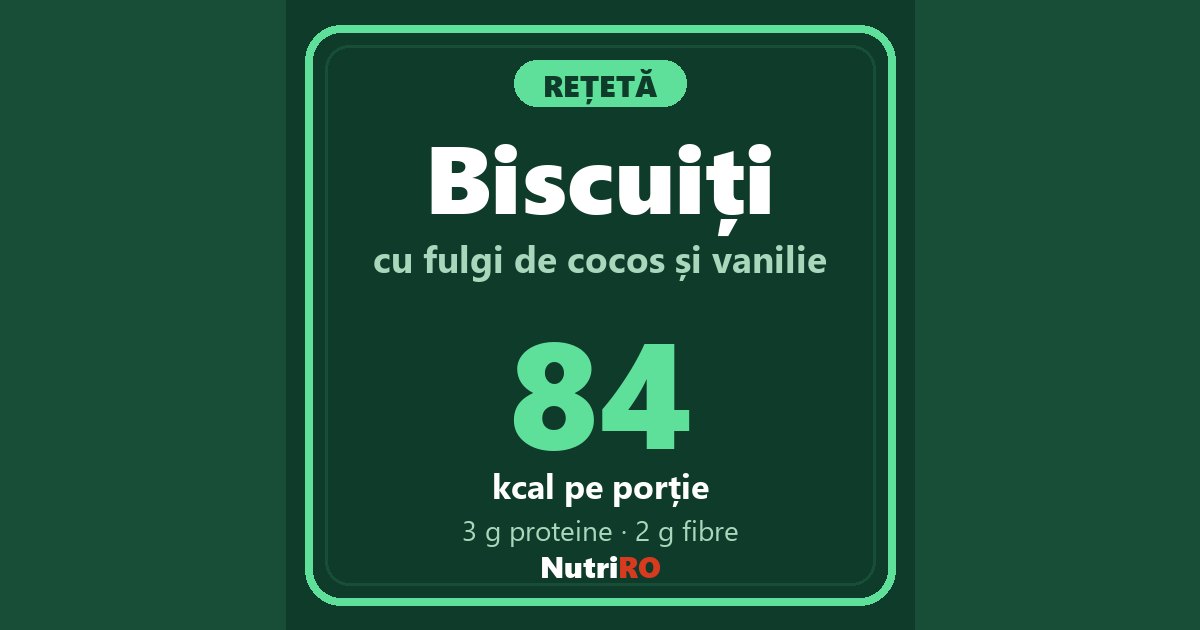 REȚETĂ
Biscuiți
cu fulgi de cocos și vanilie
84
kcal pe porție
3 g proteine · 2 g fibre
NutriRO